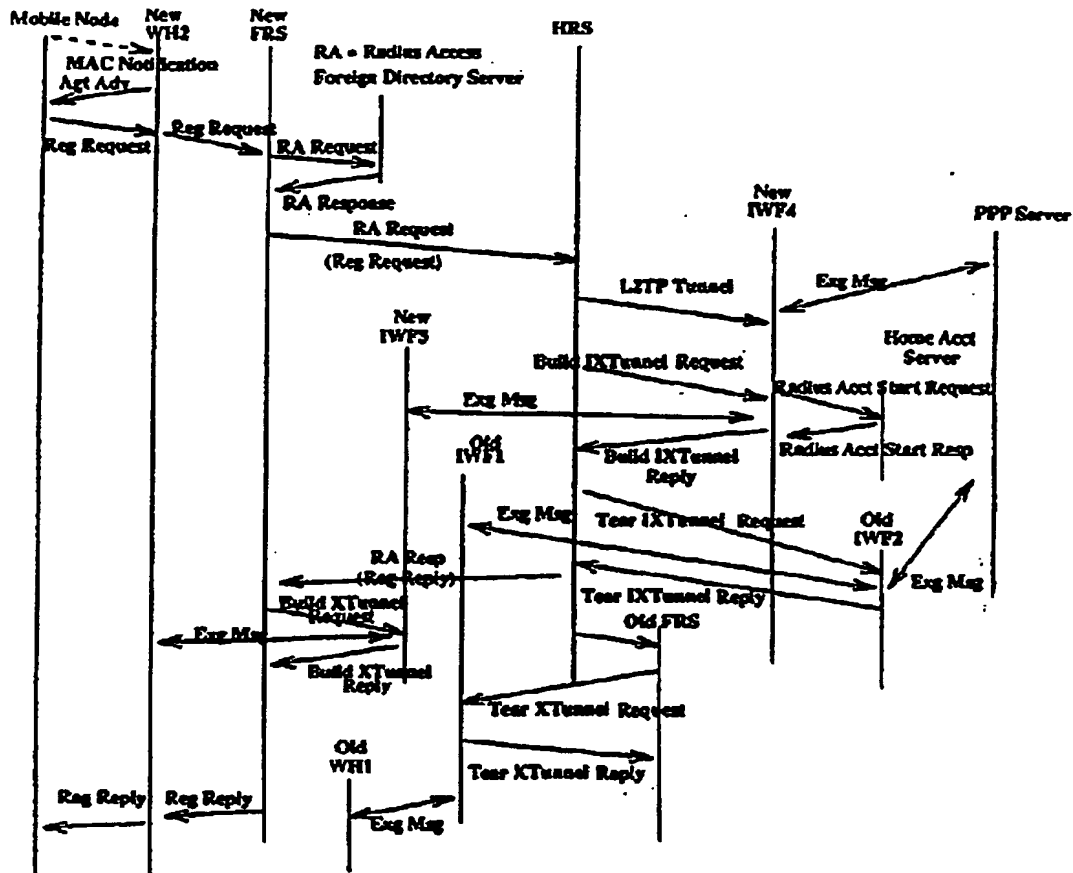 Mobile Node
New
WH2
New
FRS
HRS
RA = Radius Access
Foreign Directory Server
MAC Notification
Agt Adv
Reg Request
Reg Request
RA Request
RA Response
RA Request
(Reg Request)
New
IWF4
PPP Server
L2TP Tunnel
Exg Msg
New
IWF3
Home Acct
Server
Build IXTunnel Request
Radius Acct Start Request
Exg Msg
Old
IWF1
Build IXTunnel
Reply
Radius Acct Start Resp
Exg Msg
Tear IXTunnel Request
Old
IWF2
RA Resp
(Reg Reply)
Exg Msg
Tear IXTunnel Reply
Build XTunnel
Request
Exg Msg
Old FRS
Build XTunnel
Reply
Tear XTunnel Request
Old
WH1
Tear XTunnel Reply
Reg Reply
Reg Reply
Exg Msg